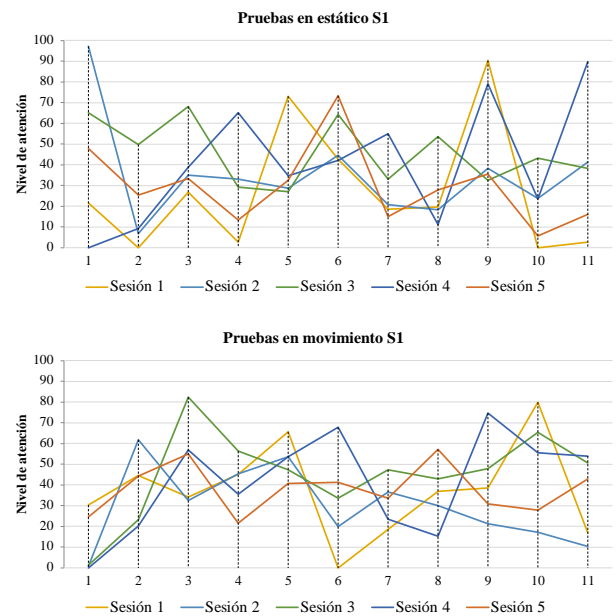 Pruebas en estático S1
100
90
80
70
60
50
40
30
20
10
0
Nivel de atención
1 2 3 4 5 6 7 8 9 10 11
Sesión 1 Sesión 2 Sesión 3 Sesión 4 Sesión 5
Pruebas en movimiento S1
100
90
80
70
60
50
40
30
20
10
0
Nivel de atención
1 2 3 4 5 6 7 8 9 10 11
Sesión 1 Sesión 2 Sesión 3 Sesión 4 Sesión 5